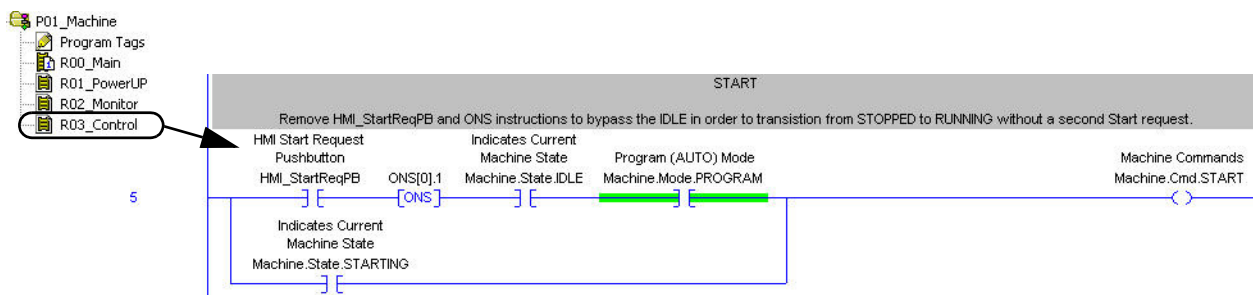 P01_Machine
Program Tags
R00_Main
R01_PowerUP
R02_Monitor
R03_Control
START
Remove HMI_StartReqPB and ONS instructions to bypass the IDLE in order to transistion from STOPPED to RUNNING without a second Start request.
HMI Start Request
Pushbutton
HMI_StartReqPB
ONS[0].1
ONS
Indicates Current
Machine State
Machine.State.IDLE
Program (AUTO) Mode
Machine.Mode.PROGRAM
Machine Commands
Machine.Cmd.START
5
Indicates Current
Machine State
Machine.State.STARTING